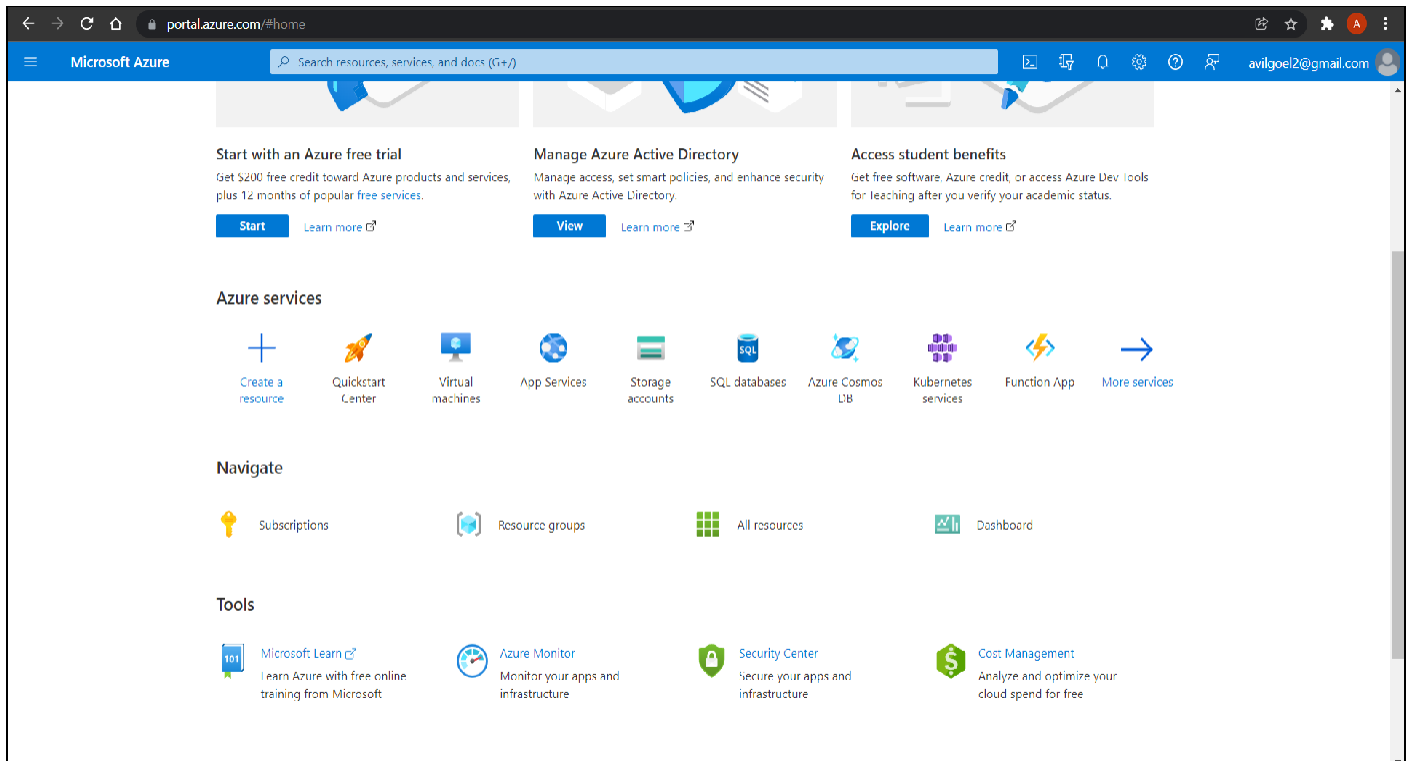 portal.azure.com/#home
A
Microsoft Azure
Search resources, services, and docs (G+/)
avilgoel2@gmail.com
Start with an Azure free trial
Get $200 free credit toward Azure products and services,
plus 12 months of popular free services.
Start
Learn more
Manage Azure Active Directory
Manage access, set smart policies, and enhance security
with Azure Active Directory.
View
Learn more
Access student benefits
Get free software, Azure credit, or access Azure Dev Tools
for Teaching after you verify your academic status.
Explore
Learn more
Azure services
Create a
resource
Quickstart
Center
Virtual
machines
App Services
Storage
accounts
SQL
SQL databases
Azure Cosmos
DB
Kubernetes
services
Function App
More services
Navigate
Subscriptions
Resource groups
All resources
Dashboard
Tools
101
Microsoft Learn
Learn Azure with free online
training from Microsoft
Azure Monitor
Monitor your apps and
infrastructure
Security Center
Secure your apps and
infrastructure
$
Cost Management
Analyze and optimize your
cloud spend for free